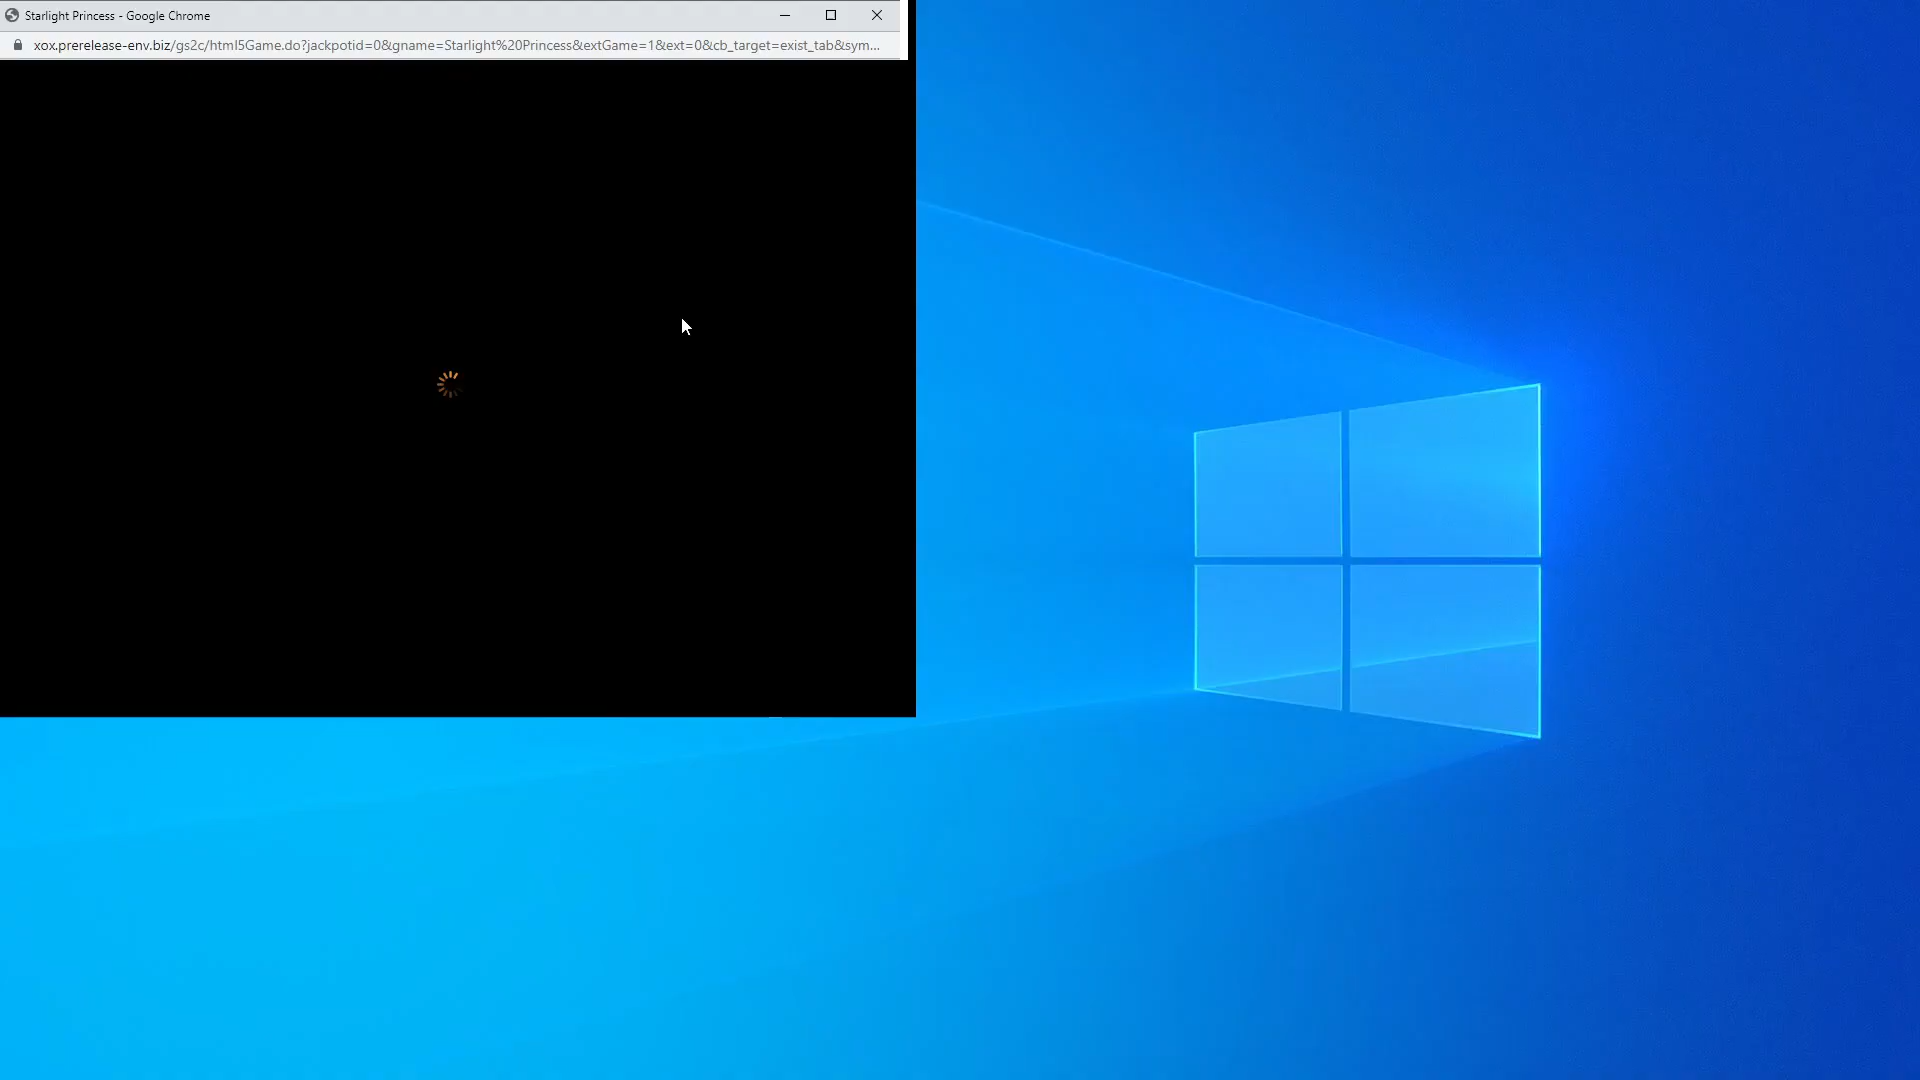 Starlight Princess - Google Chrome
xox.prerelease-env.biz/gs2c/html5Game.do?jackpotid=0&gname=Starlight%20Princess&extGame=1&ext=0&cb_target=exist_tab&sym...